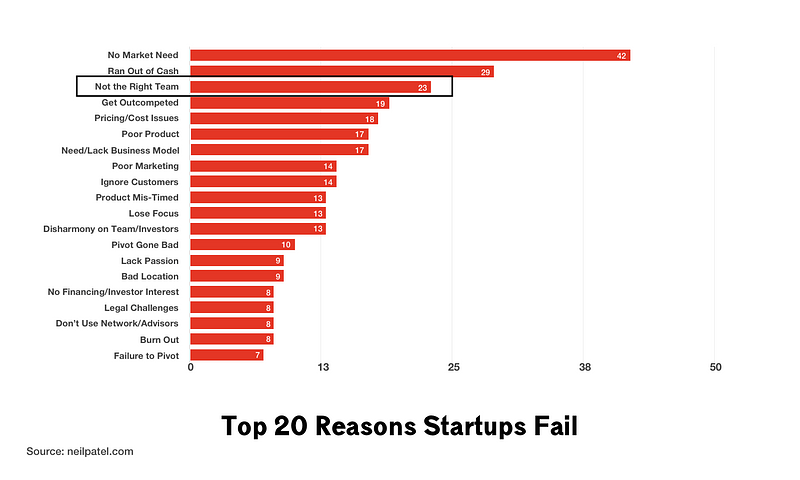 No Market Need 42
Ran Out of Cash 29
Not the Right Team 23
Get Outcompeted 19
Pricing/Cost Issues 18
Poor Product 17
Need/Lack Business Model 17
Poor Marketing 14
Ignore Customers 14
Product Mis-Timed 13
Lose Focus 13
Disharmony on Team/Investors 13
Pivot Gone Bad 10
Lack Passion 9
Bad Location 9
No Financing/Investor Interest 8
Legal Challenges 8
Don't Use Network/Advisors 8
Burn Out 8
Failure to Pivot 7
0 13 25 38 50
Top 20 Reasons Startups Fail
Source: neilpatel.com